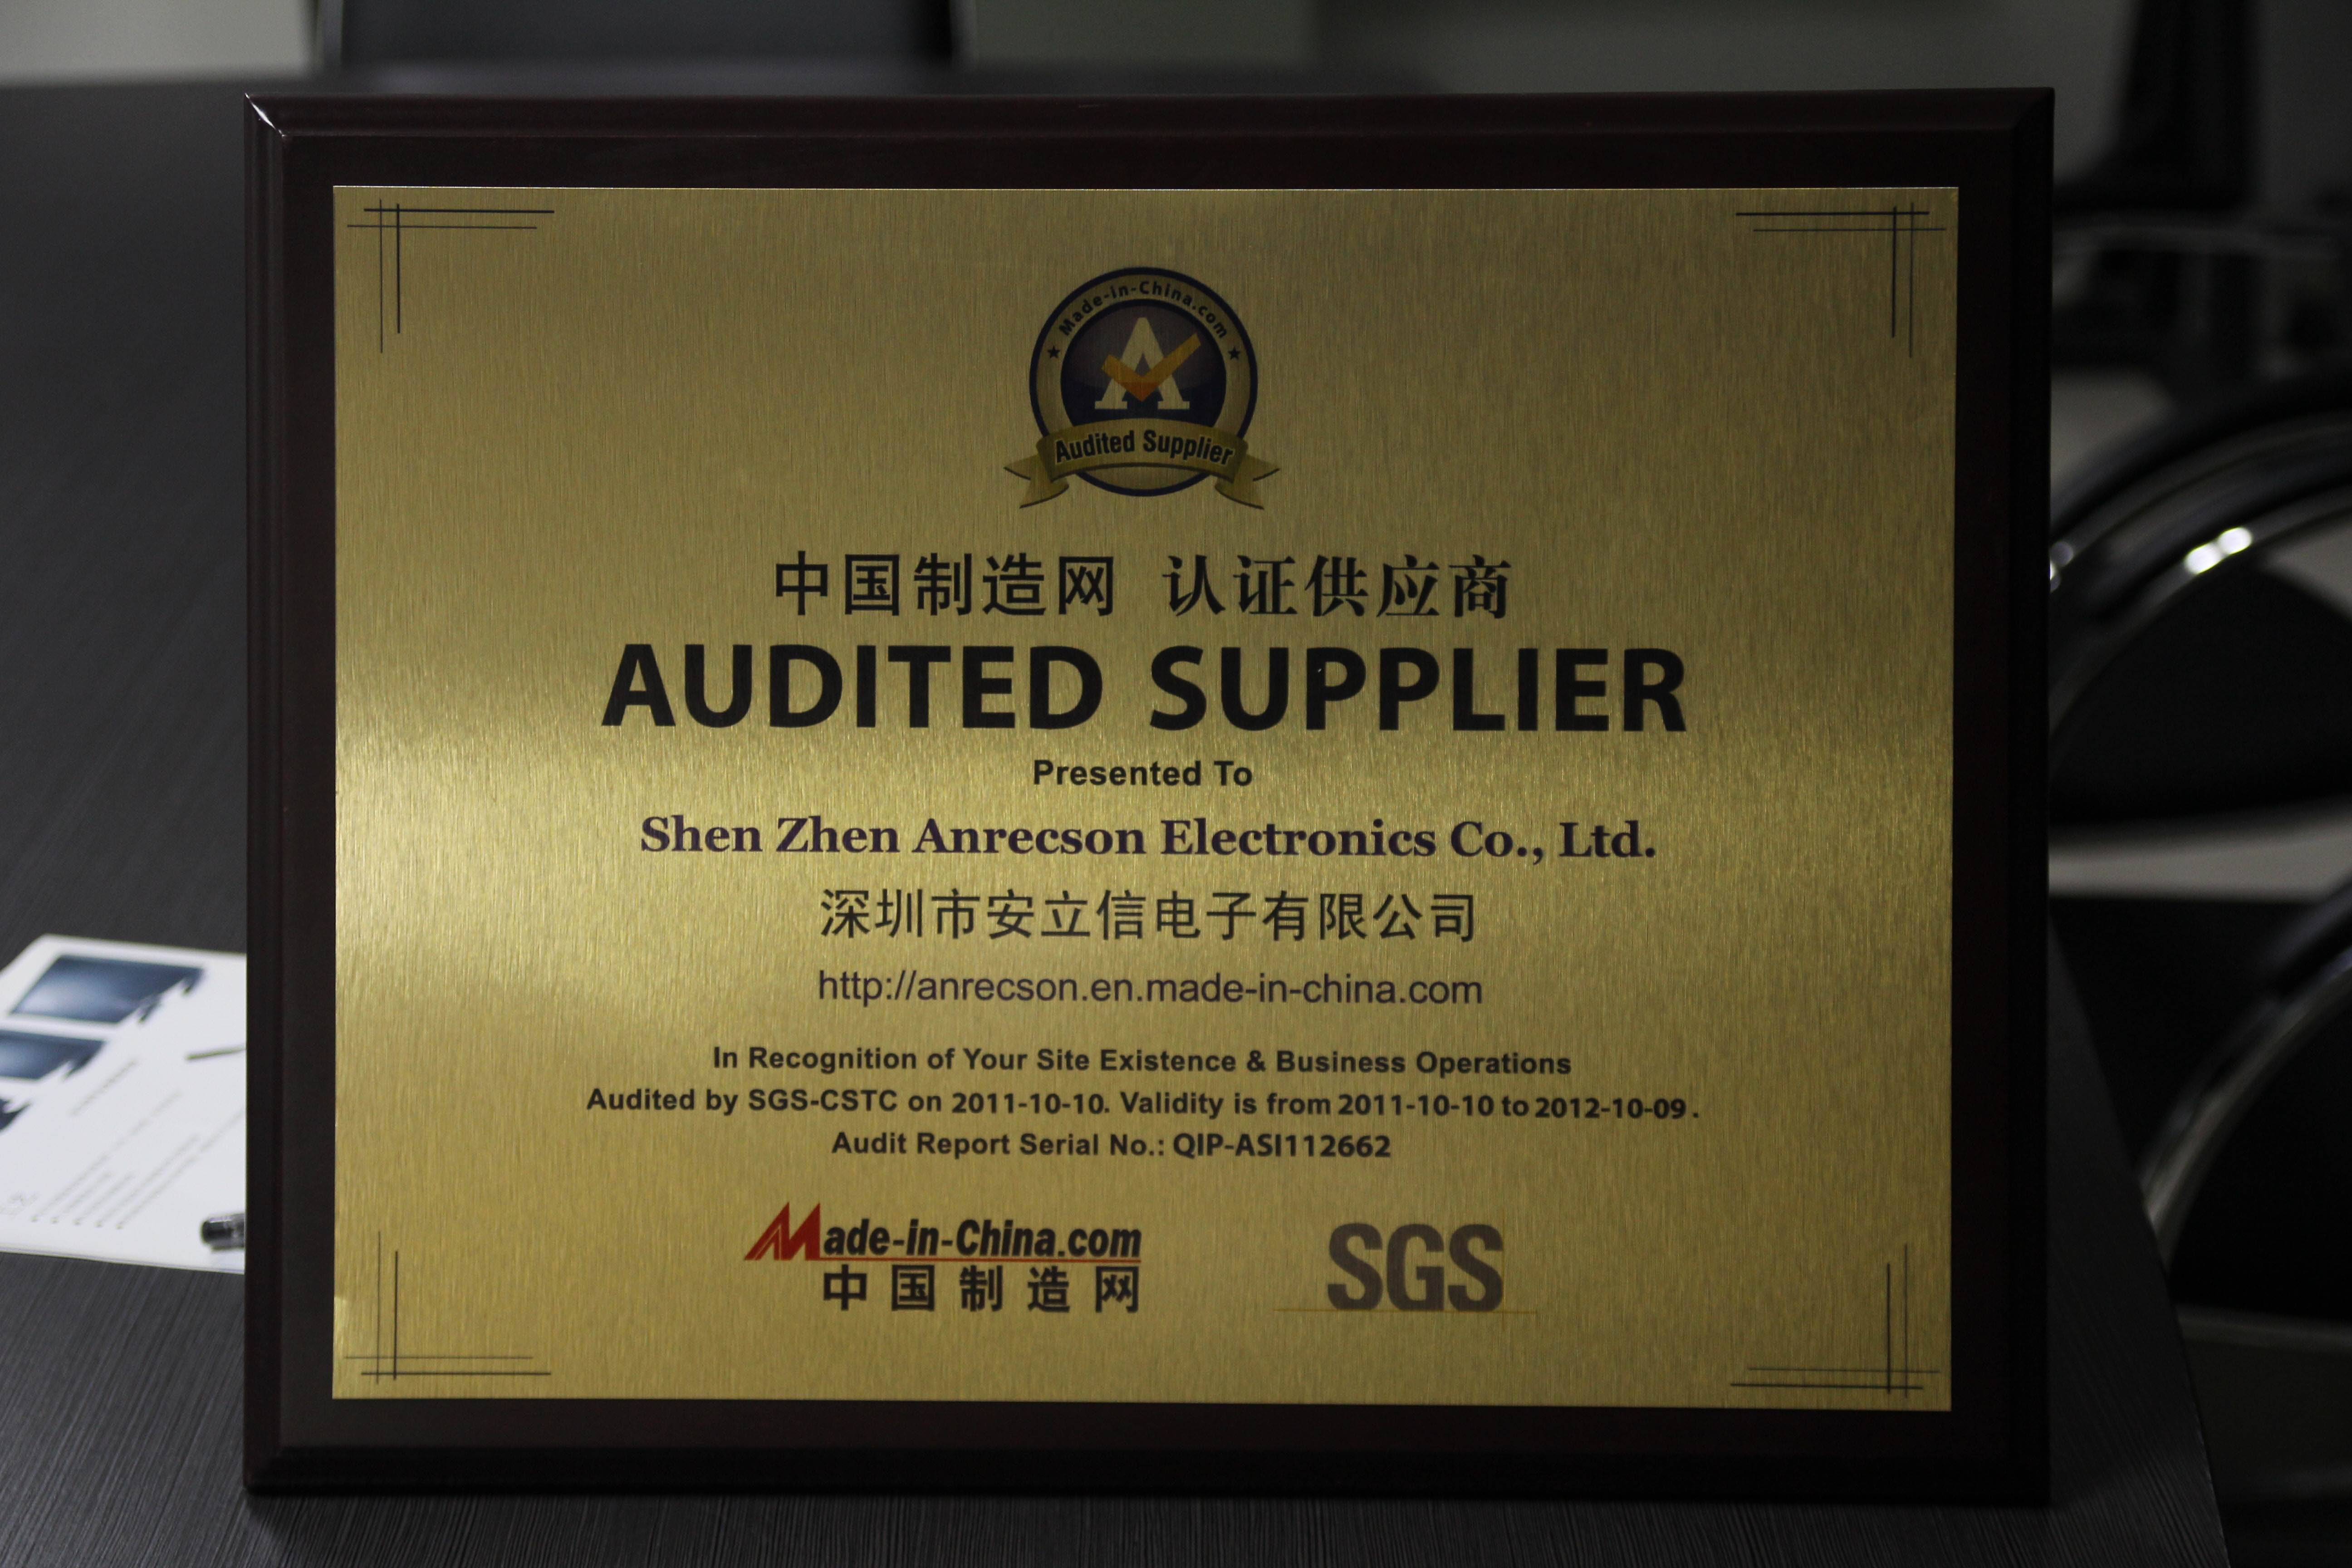 Made-in-China.com
A
Audited Supplier
中国制造网 认证供应商
AUDITED SUPPLIER
Presented To
Shen Zhen Anrecson Electronics Co., Ltd.
深圳市安立信电子有限公司
http://anrecson.en.made-in-china.com
In Recognition of Your Site Existence & Business Operations
Audited by SGS-CSTC on 2011-10-10. Validity is from 2011-10-10 to 2012-10-09.
Audit Report Serial No.: QIP-ASI112662
Made-in-China.com
中国制造网
SGS